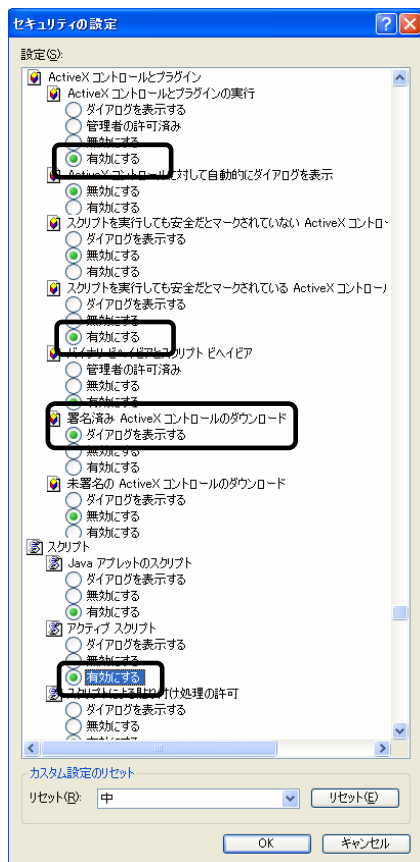 セキュリティの設定
設定(S):
ActiveX コントロールとプラグイン
ActiveX コントロールとプラグインの実行
ダイアログを表示する
管理者の許可済み
無効にする
有効にする
ActiveX コントロールに対して自動的にダイアログを表示
無効にする
有効にする
スクリプトを実行しても安全だとマークされていない ActiveX コントロ
ダイアログを表示する
無効にする
有効にする
スクリプトを実行しても安全だとマークされている ActiveX コントロー
ダイアログを表示する
無効にする
有効にする
バイナリ ビヘイビアとスクリプト ビヘイビア
管理者の許可済み
無効にする
有効にする
署名済み ActiveX コントロールのダウンロード
ダイアログを表示する
無効にする
有効にする
未署名の ActiveX コントロールのダウンロード
ダイアログを表示する
無効にする
有効にする
スクリプト
Java アプレットのスクリプト
ダイアログを表示する
無効にする
有効にする
アクティブ スクリプト
ダイアログを表示する
無効にする
有効にする
スクリプトによる貼り付け処理の許可
ダイアログを表示する
無効にする
カスタム設定のリセット
リセット(R): 中 リセット(E)
OK キャンセル